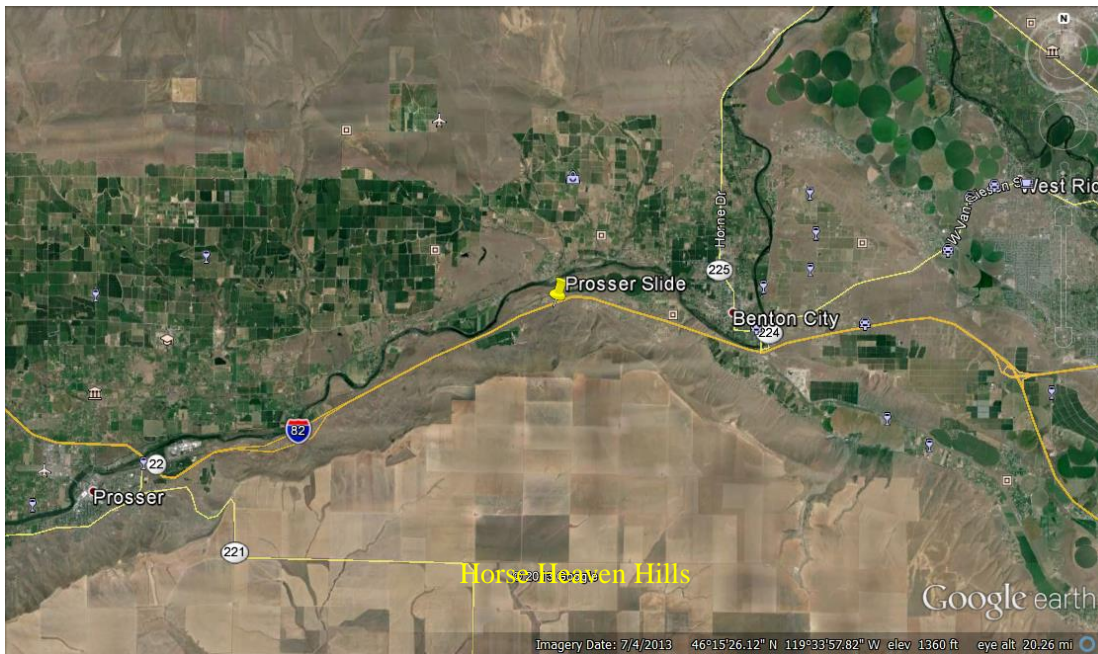 N
West Ric
W Van Giesen S
Horne Dr
225
Prosser Slide
Benton City
224
82
22
Prosser
221
Horse Heaven Hills
Google earth
Imagery Date: 7/4/2013 46°15'26.12" N 119°33'57.82" W elev 1360 ft eye alt 20.26 mi